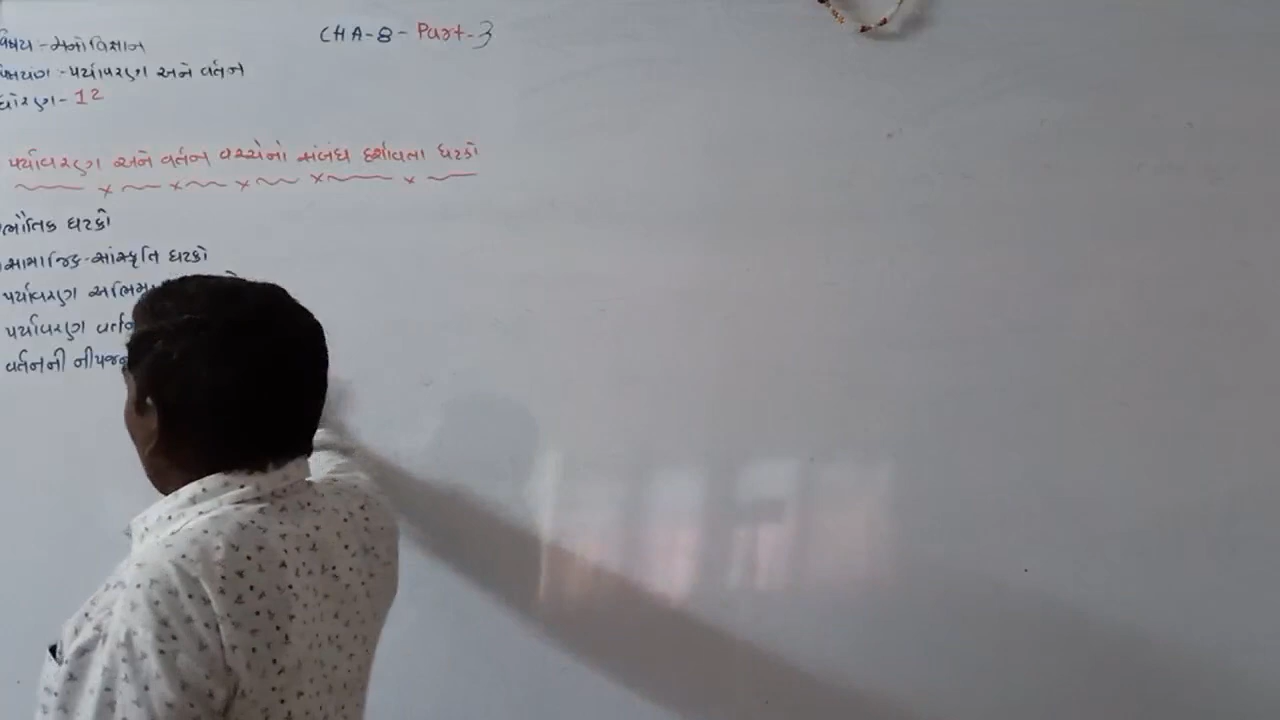 CHA-8-Part-3
વિષય:-મનોવિજ્ઞાન
:-પર્યાવરણ અને વર્તન
ધોરણ-12
પર્યાવરણ અને વર્તન વચ્ચેનો સંબંધ દર્શાવતા ઘટકો
ભૌતિક ઘટકો
સામાજિક-સાંસ્કૃતિ ઘટકો
પર્યાવરણ
પર્યાવરણ
વર્તનની